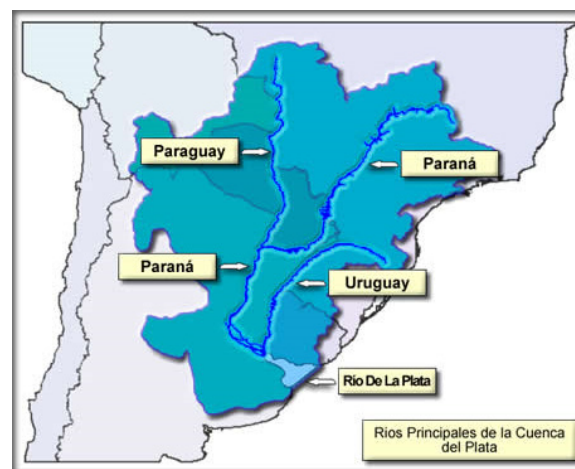 Paraguay
Paraná
Paraná
Uruguay
Río De La Plata
Rios Principales de la Cuenca
del Plata